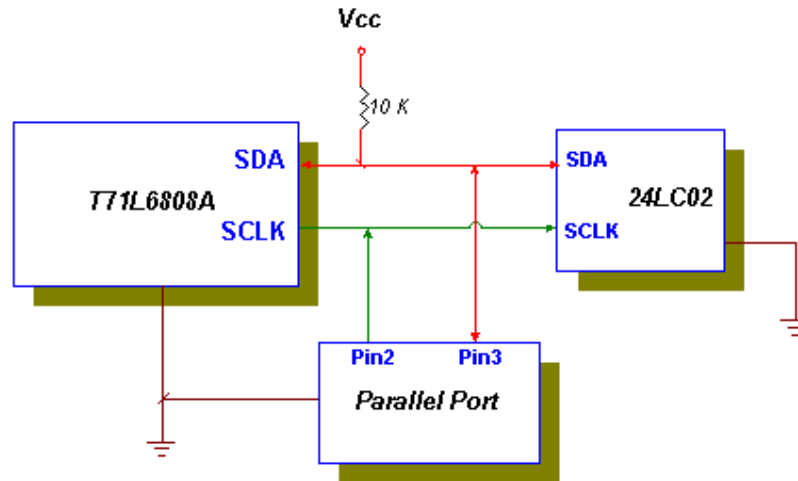 Vcc
10 K
SDA
T71L6808A
SCLK
SDA
24LC02
SCLK
Pin2 Pin3
Parallel Port